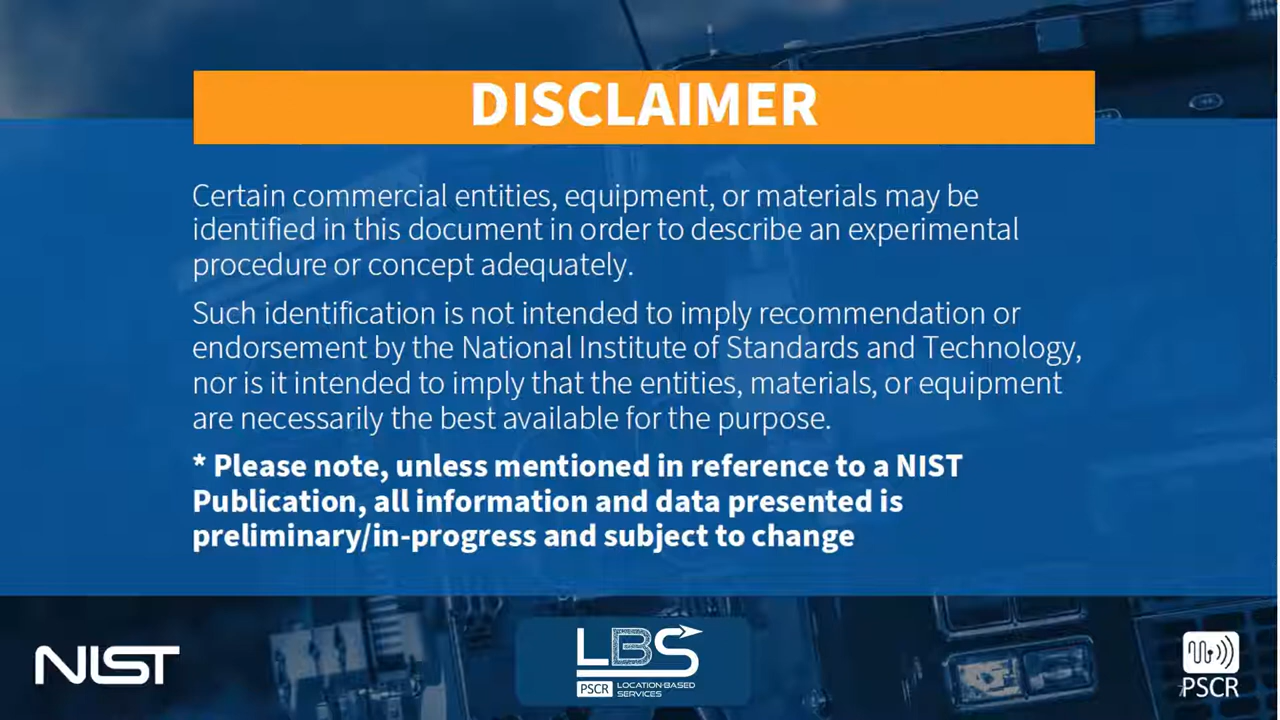 DISCLAIMER
Certain commercial entities, equipment, or materials may be
identified in this document in order to describe an experimental
procedure or concept adequately.
Such identification is not intended to imply recommendation or
endorsement by the National Institute of Standards and Technology,
nor is it intended to imply that the entities, materials, or equipment
are necessarily the best available for the purpose.
* Please note, unless mentioned in reference to a NIST
Publication, all information and data presented is
preliminary/in-progress and subject to change
NIST
LBS
PSCR LOCATION-BASED
SERVICES
PSCR